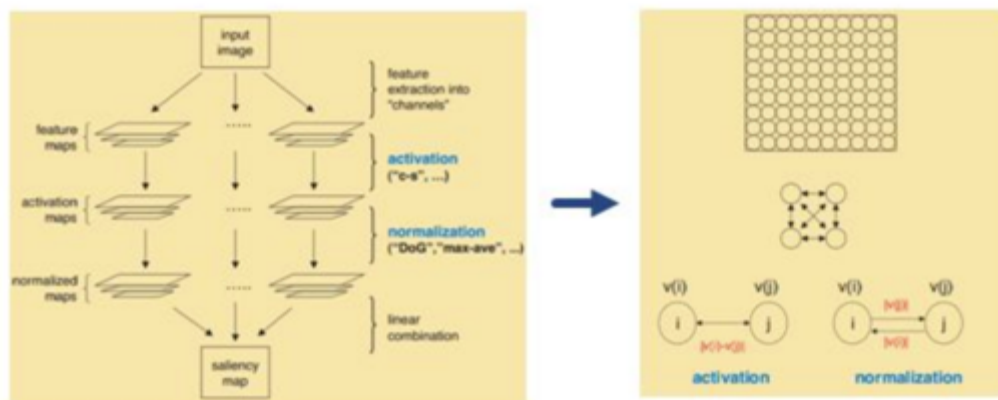 input
image
feature
extraction into
"channels"
feature
maps
activation
("c-s", ...)
activation
maps
normalization
("DoG","max-ave", ...)
normalized
maps
linear
combination
saliency
map
v(i) v(j) v(i) v(j)
i j i j
activation normalization